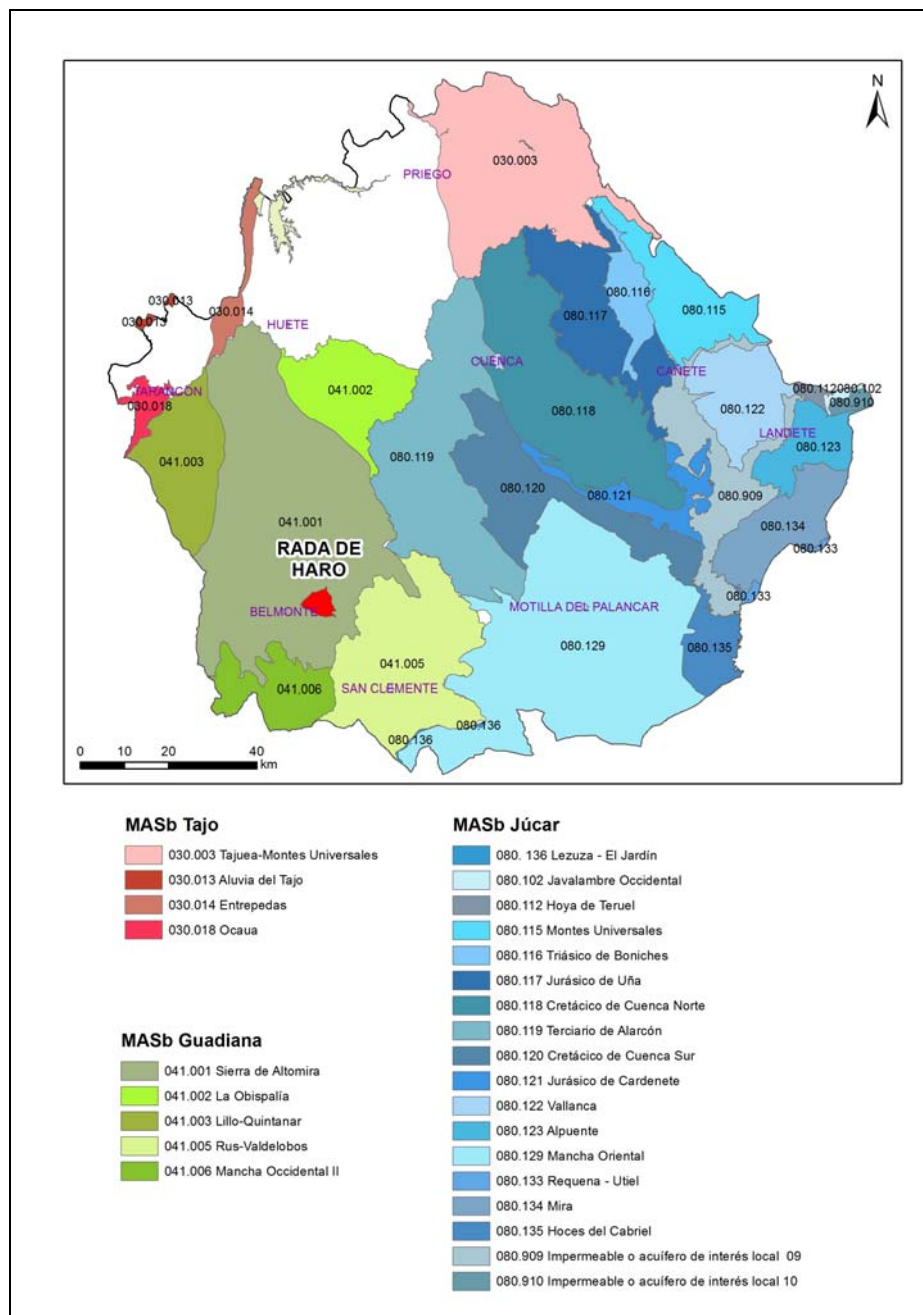 N
030.003
PRIEGO
030.013
030.013
030.014
HUETE
080.116
080.115
080.117
CUENCA
CAÑETE
TARANCÓN
030.018
041.002
080.112
080.102
080.910
080.118
080.122
LANDETE
080.123
041.003
080.119
080.120
080.121
080.909
041.001
080.134
RADA DE
HARO
080.133
BELMONTE
MOTILLA DEL PALANCAR
080.133
080.129
080.135
041.005
041.006
SAN CLEMENTE
080.136
080.136
0 10 20 40
km
MASb Tajo
030.003 Tajuea-Montes Universales
030.013 Aluvia del Tajo
030.014 Entrepedas
030.018 Ocaua
MASb Guadiana
041.001 Sierra de Altomira
041.002 La Obispalía
041.003 Lillo-Quintanar
041.005 Rus-Valdelobos
041.006 Mancha Occidental II
MASb Júcar
080. 136 Lezuza - El Jardín
080.102 Javalambre Occidental
080.112 Hoya de Teruel
080.115 Montes Universales
080.116 Triásico de Boniches
080.117 Jurásico de Uña
080.118 Cretácico de Cuenca Norte
080.119 Terciario de Alarcón
080.120 Cretácico de Cuenca Sur
080.121 Jurásico de Cardenete
080.122 Vallanca
080.123 Alpuente
080.129 Mancha Oriental
080.133 Requena - Utiel
080.134 Mira
080.135 Hoces del Cabriel
080.909 Impermeable o acuífero de interés local 09
080.910 Impermeable o acuífero de interés local 10